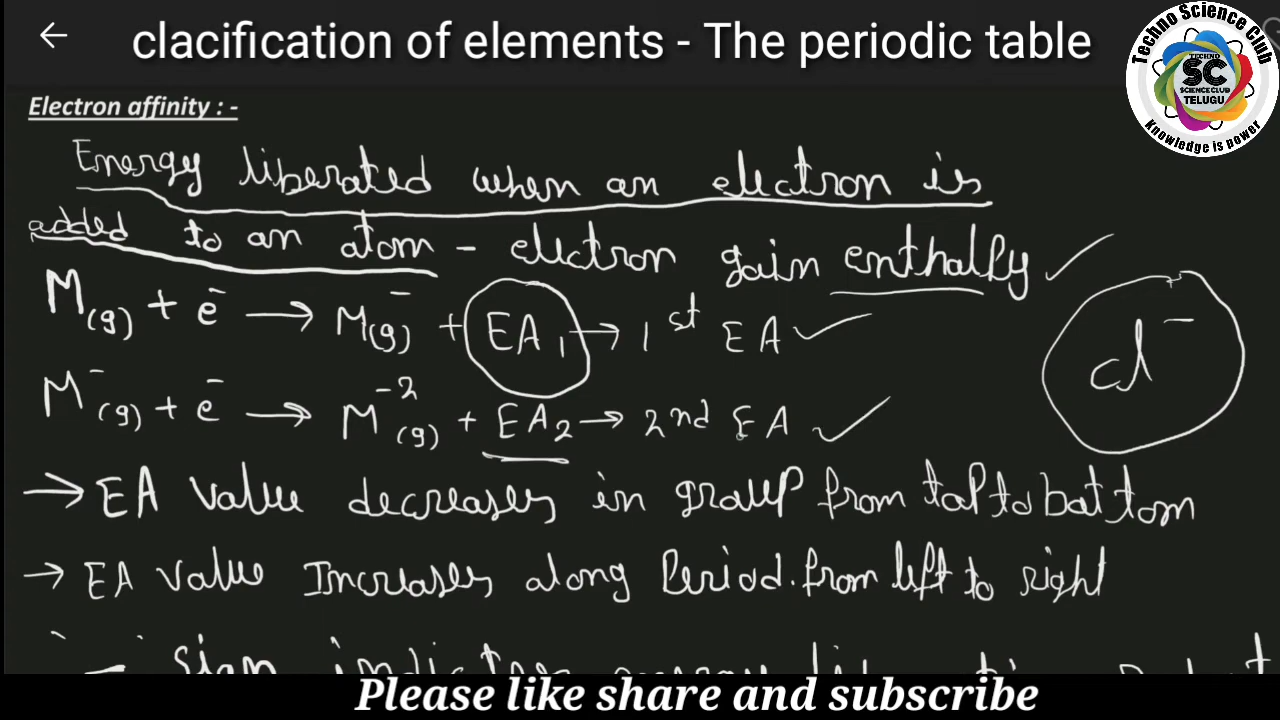 clacification of elements - The periodic table
Techno Science Club
TECHNO
SC
SCIENCE CLUB
TELUGU
Knowledge is power
Electron affinity : -
Energy liberated when an electron is
added to an atom - electron gain enthalpy ✓
M(g) + e⁻ → M⁻(g) + EA₁ → 1st EA ✓
M⁻(g) + e⁻ → M⁻²(g) + EA₂ → 2nd EA ✓
cl⁻
→ EA value decreases in group from top to bottom
→ EA value Increases along Period. from left to right
'-' sign indicates energy
Please like share and subscribe